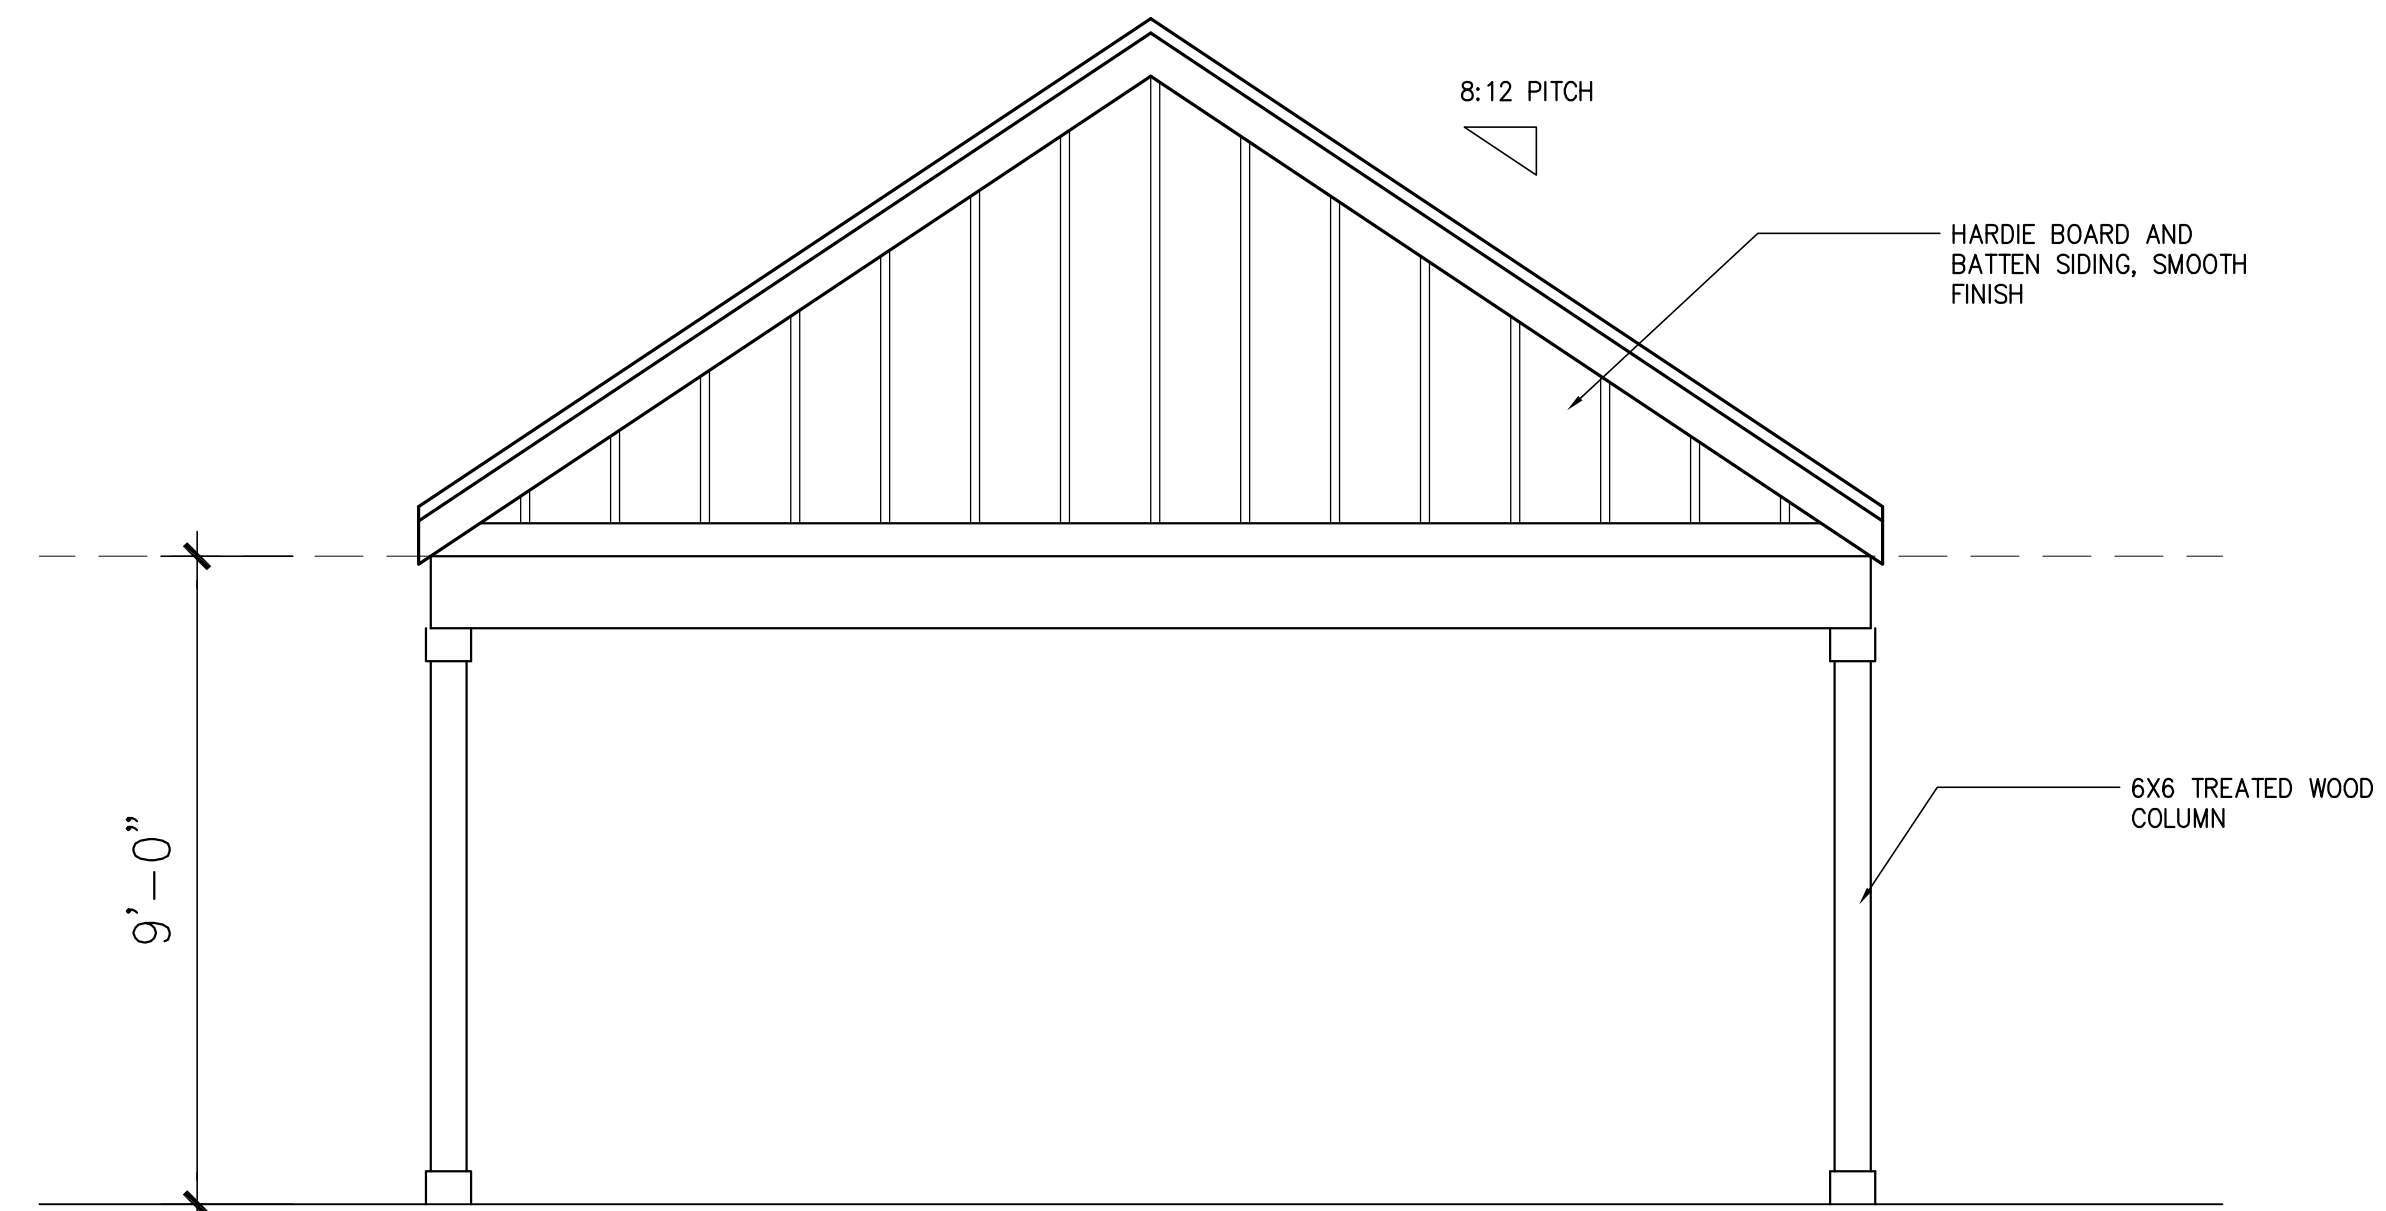 8:12 PITCH
HARDIE BOARD AND
BATTEN SIDING, SMOOTH
FINISH
6X6 TREATED WOOD
COLUMN
9'-0"